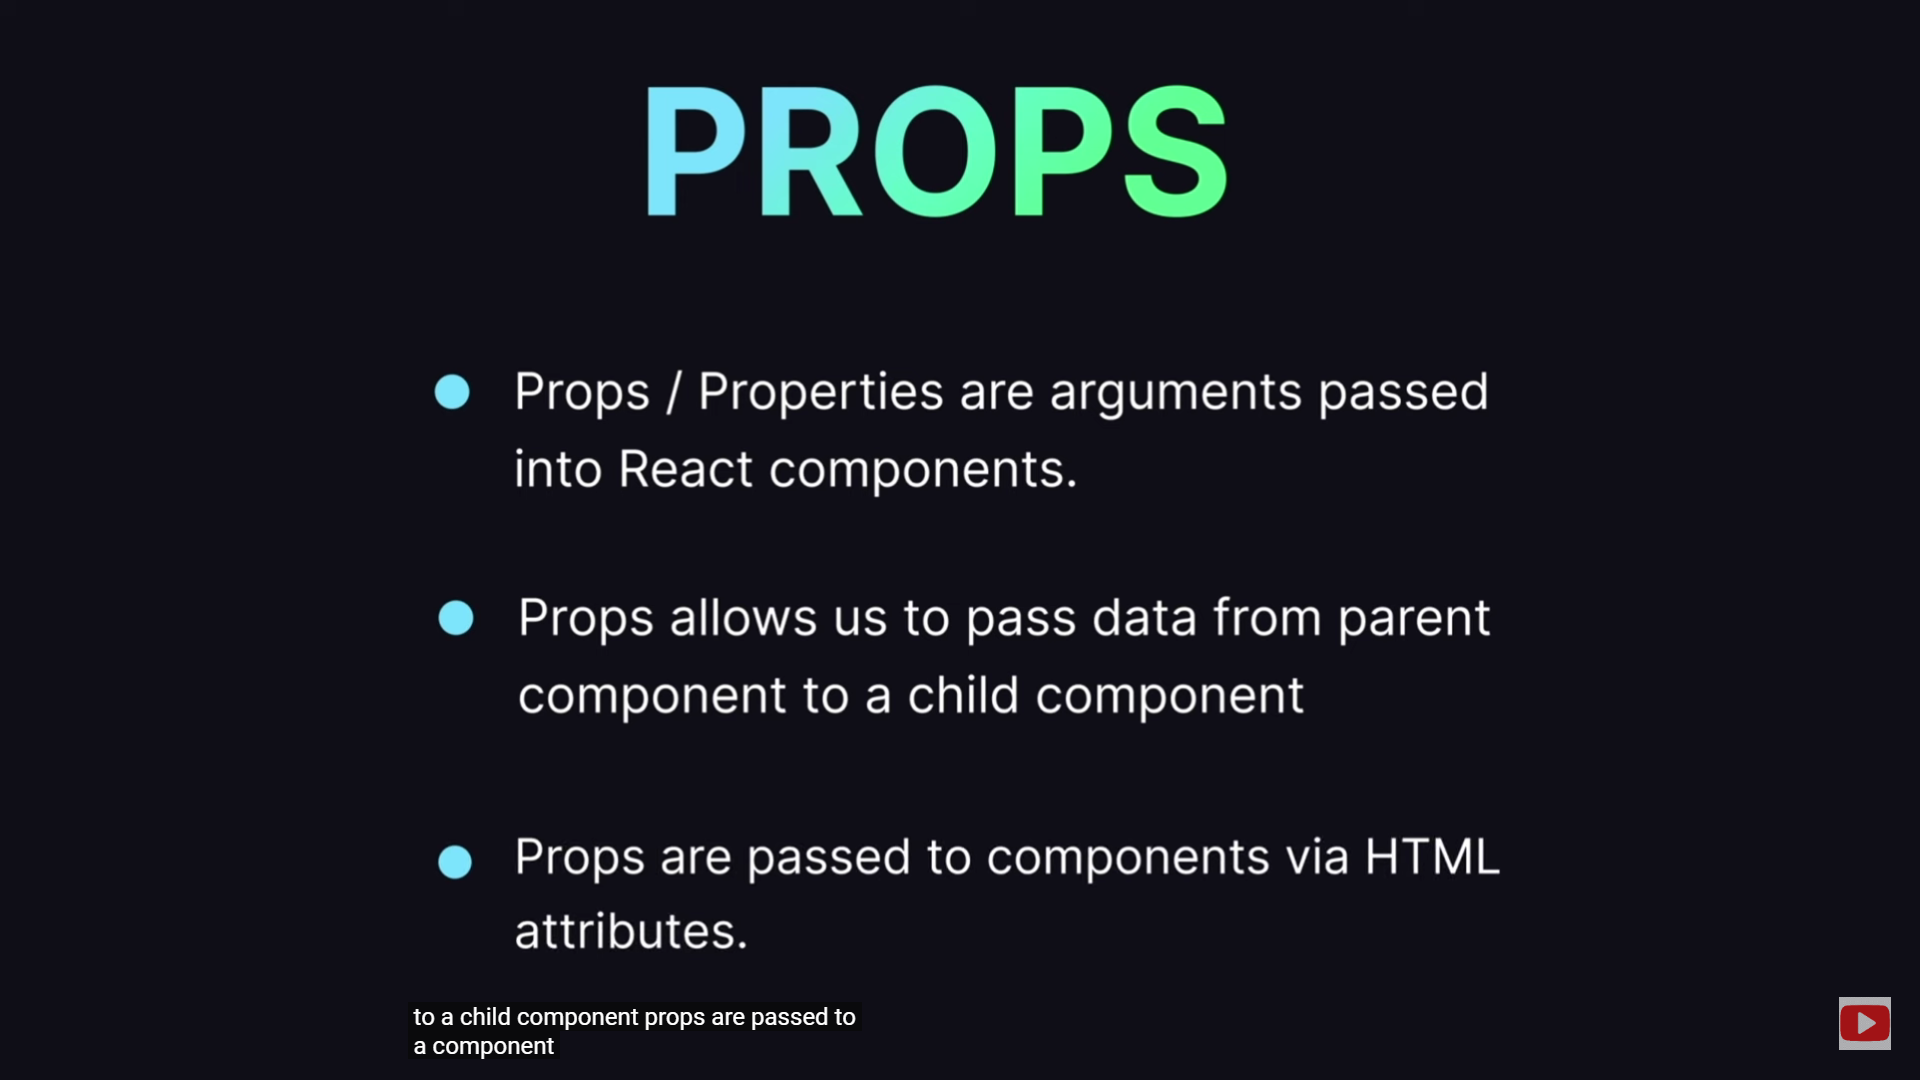 PROPS
Props / Properties are arguments passed
into React components.
Props allows us to pass data from parent
component to a child component
Props are passed to components via HTML
attributes.
to a child component props are passed to
a component